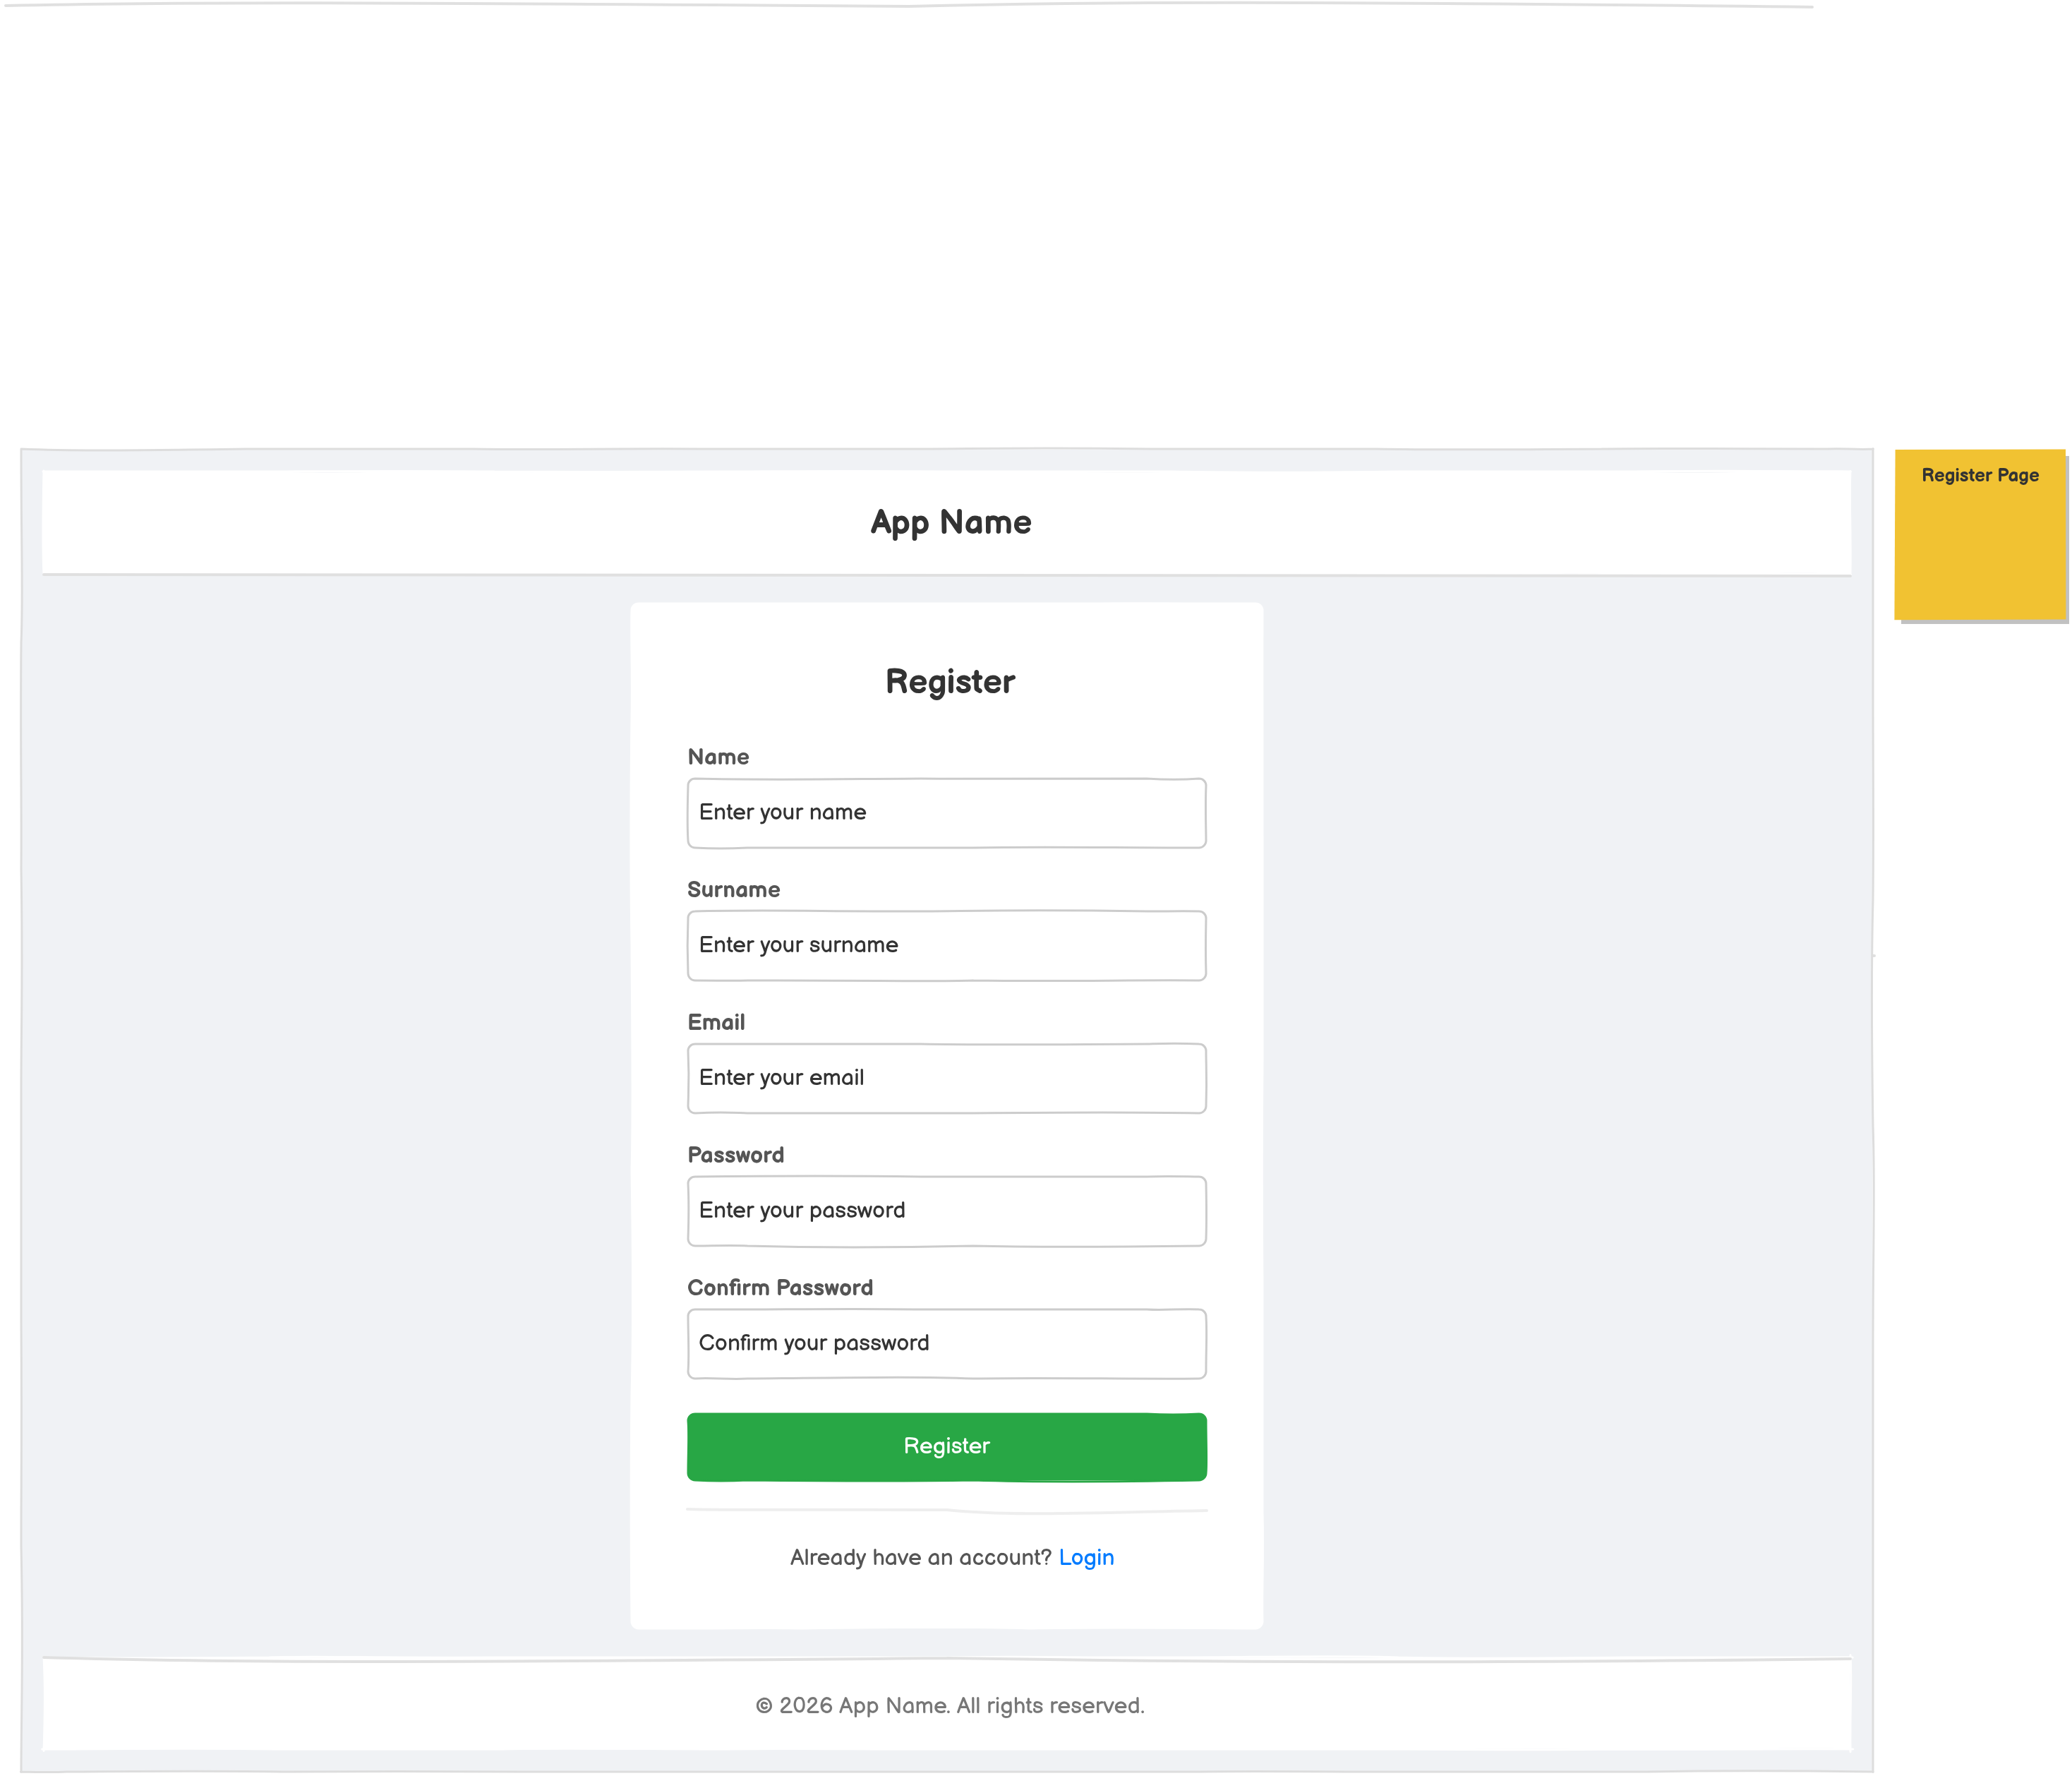 App Name
Register Page
Register
Name
Enter your name
Surname
Enter your surname
Email
Enter your email
Password
Enter your password
Confirm Password
Confirm your password
Register
Already have an account? Login
© 2026 App Name. All rights reserved.